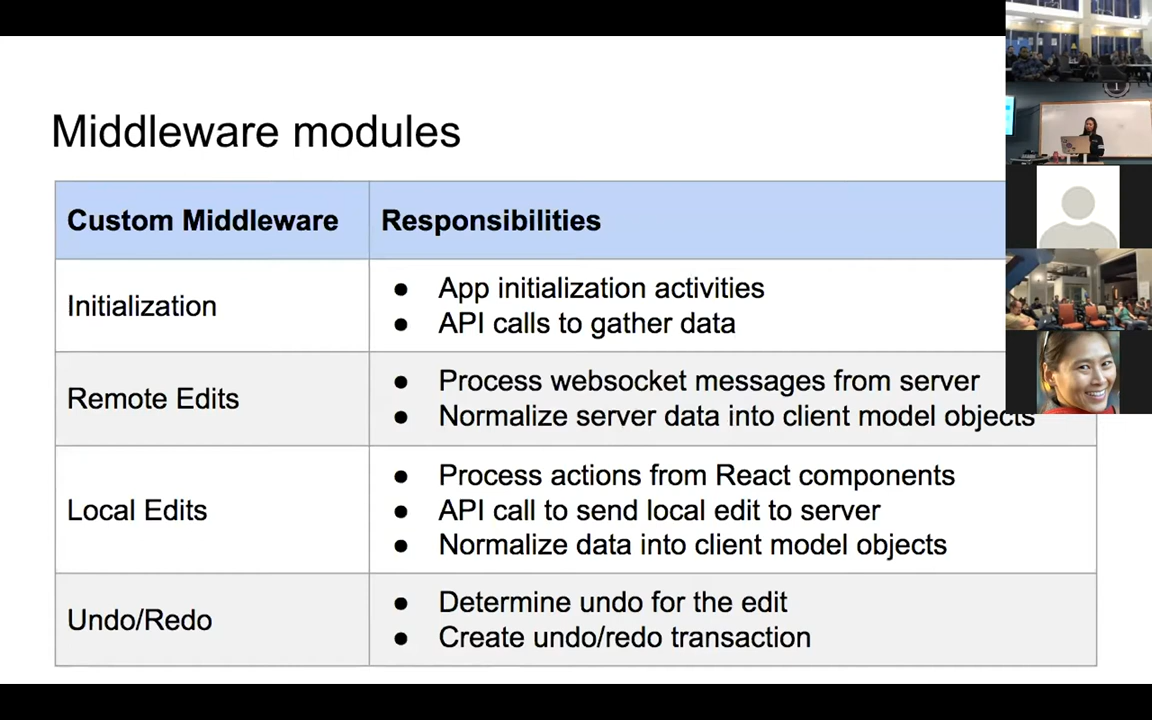 Middleware modules
Custom Middleware
Responsibilities
Initialization
● App initialization activities
● API calls to gather data
Remote Edits
● Process websocket messages from server
● Normalize server data into client model objects
Local Edits
● Process actions from React components
● API call to send local edit to server
● Normalize data into client model objects
Undo/Redo
● Determine undo for the edit
● Create undo/redo transaction